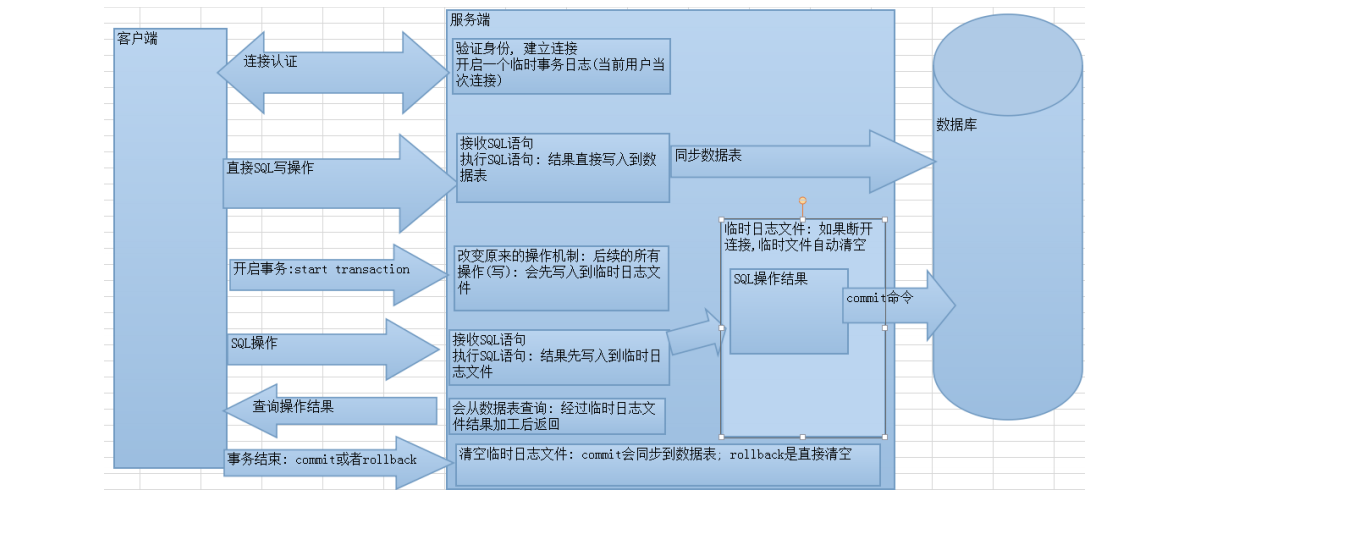 客户端
服务端
连接认证
验证身份, 建立连接
开启一个临时事务日志(当前用户当
次连接)
数据库
直接SQL写操作
接收SQL语句
执行SQL语句: 结果直接写入到数
据表
同步数据表
临时日志文件: 如果断开
连接,临时文件自动清空
开启事务:start transaction
改变原来的操作机制: 后续的所有
操作(写): 会先写入到临时日志文
件
SQL操作结果
commit命令
SQL操作
接收SQL语句
执行SQL语句: 结果先写入到临时日
志文件
查询操作结果
会从数据表查询: 经过临时日志文
件结果加工后返回
事务结束: commit或者rollback
清空临时日志文件: commit会同步到数据表; rollback是直接清空